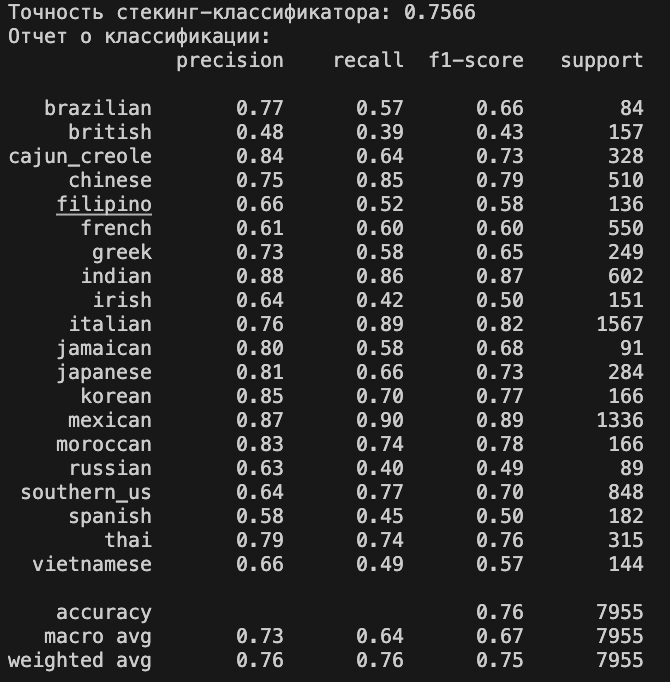 Точность стекинг-классификатора: 0.7566
Отчет о классификации:
precision recall f1-score support
brazilian 0.77 0.57 0.66 84
british 0.48 0.39 0.43 157
cajun_creole 0.84 0.64 0.73 328
chinese 0.75 0.85 0.79 510
filipino 0.66 0.52 0.58 136
french 0.61 0.60 0.60 550
greek 0.73 0.58 0.65 249
indian 0.88 0.86 0.87 602
irish 0.64 0.42 0.50 151
italian 0.76 0.89 0.82 1567
jamaican 0.80 0.58 0.68 91
japanese 0.81 0.66 0.73 284
korean 0.85 0.70 0.77 166
mexican 0.87 0.90 0.89 1336
moroccan 0.83 0.74 0.78 166
russian 0.63 0.40 0.49 89
southern_us 0.64 0.77 0.70 848
spanish 0.58 0.45 0.50 182
thai 0.79 0.74 0.76 315
vietnamese 0.66 0.49 0.57 144
accuracy 0.76 7955
macro avg 0.73 0.64 0.67 7955
weighted avg 0.76 0.76 0.75 7955